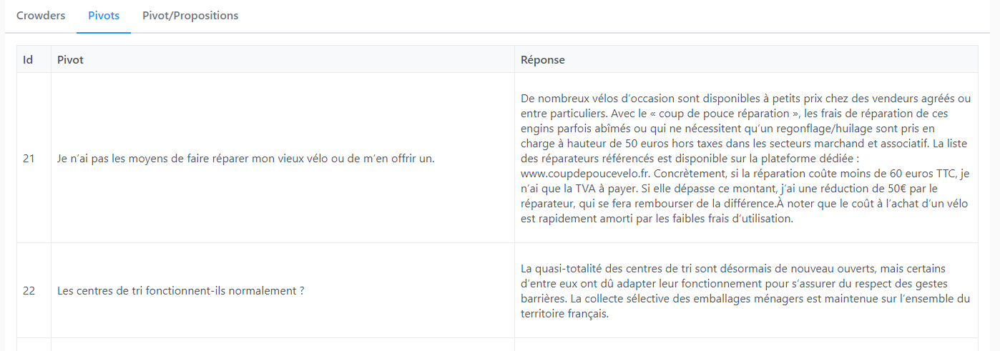 Crowders Pivots Pivot/Propositions
Id Pivot Réponse
De nombreux vélos d’occasion sont disponibles à petits prix chez des vendeurs agréés ou
entre particuliers. Avec le « coup de pouce réparation », les frais de réparation de ces
engins parfois abîmés ou qui ne nécessitent qu’un regonflage/huilage sont pris en
charge à hauteur de 50 euros hors taxes dans les secteurs marchand et associatif. La liste
21 Je n’ai pas les moyens de faire réparer mon vieux vélo ou de m’en offrir un.
des réparateurs référencés est disponible sur la plateforme dédiée :
www.coupdepoucevelo.fr. Concrètement, si la réparation coûte moins de 60 euros TTC, je
n’ai que la TVA à payer. Si elle dépasse ce montant, j’ai une réduction de 50€ par le
réparateur, qui se fera rembourser de la différence.À noter que le coût à l’achat d’un vélo
est rapidement amorti par les faibles frais d’utilisation.
22 Les centres de tri fonctionnent-ils normalement ?
La quasi-totalité des centres de tri sont désormais de nouveau ouverts, mais certains
d’entre eux ont dû adapter leur fonctionnement pour s’assurer du respect des gestes
barrières. La collecte sélective des emballages ménagers est maintenue sur l’ensemble du
territoire français.